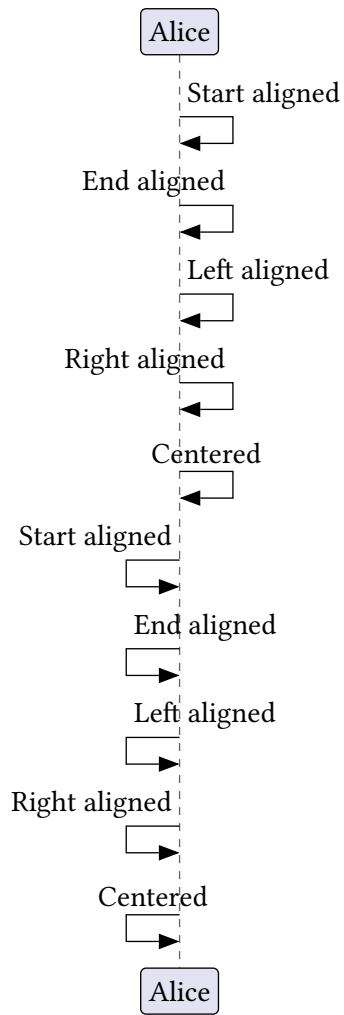 Alice
Start aligned
End aligned
Left aligned
Right aligned
Centered
Start aligned
End aligned
Left aligned
Right aligned
Centered
Alice